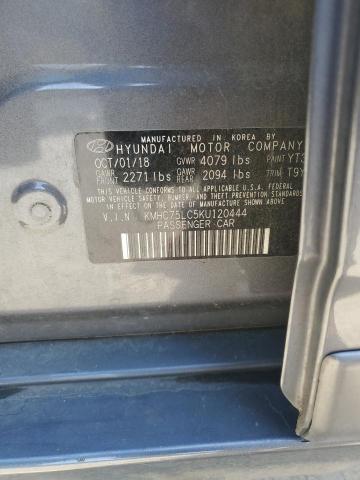 MANUFACTURED IN KOREA BY
HYUNDAI MOTOR COMPANY
OCT/01/18 GVWR 4079 lbs PAINT YT3
GAWR FRONT 2271 lbs GAWR REAR 2094 lbs TRIM T9Y
THIS VEHICLE CONFORMS TO ALL APPLICABLE U.S.A. FEDERAL
MOTOR VEHICLE SAFETY, BUMPER, AND THEFT PREVENTION
STANDARDS IN EFFECT ON THE DATE OF MANUFACTURE SHOWN ABOVE.
V.I.N KMHC75LC5KU120444
PASSENGER CAR